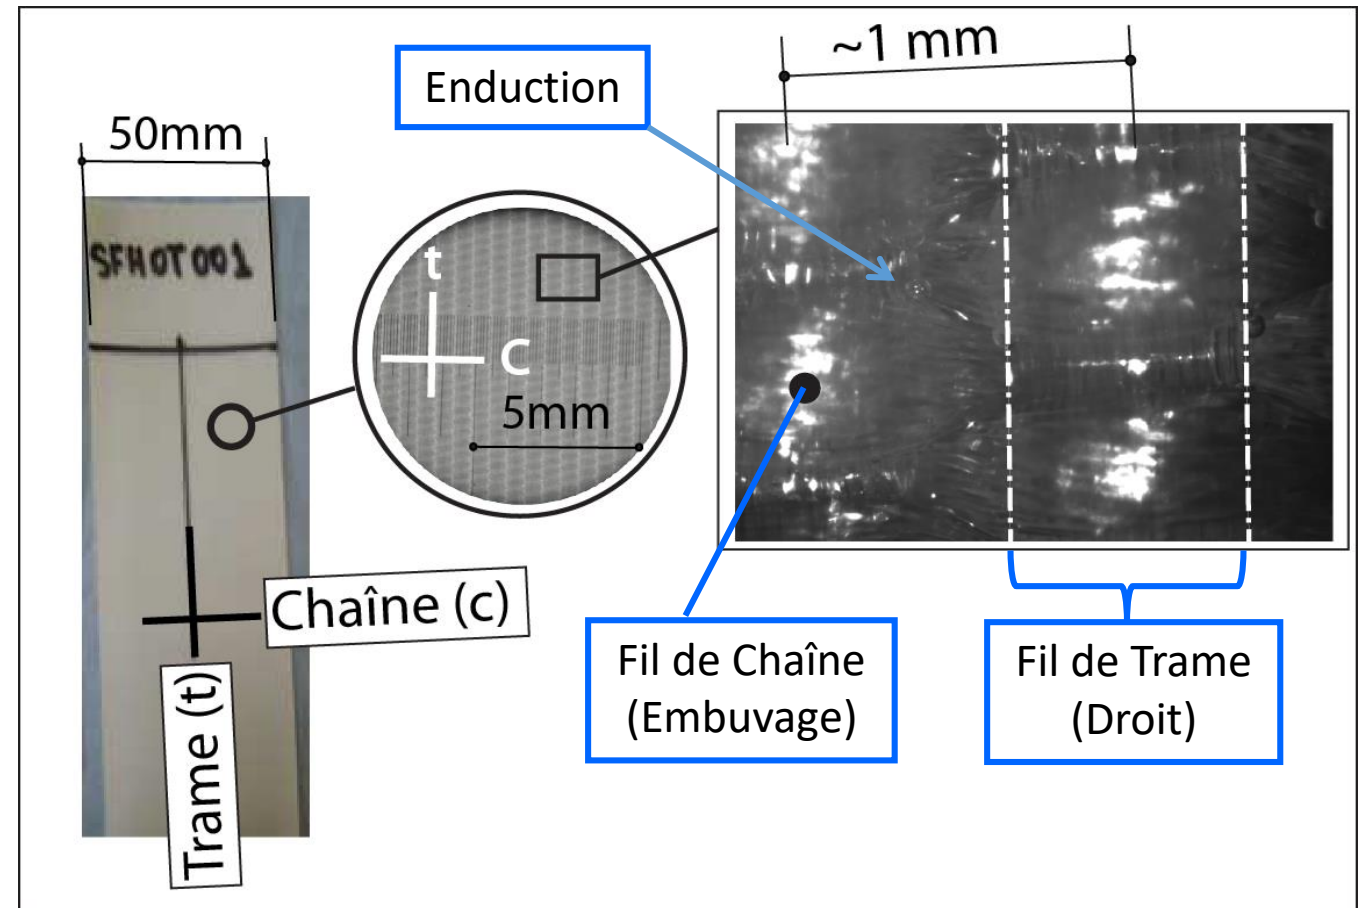 ~1 mm
Enduction
50mm
SFHOT001
t
C
5mm
Chaîne (c)
Trame (t)
Fil de Chaîne
(Embuvage)
Fil de Trame
(Droit)